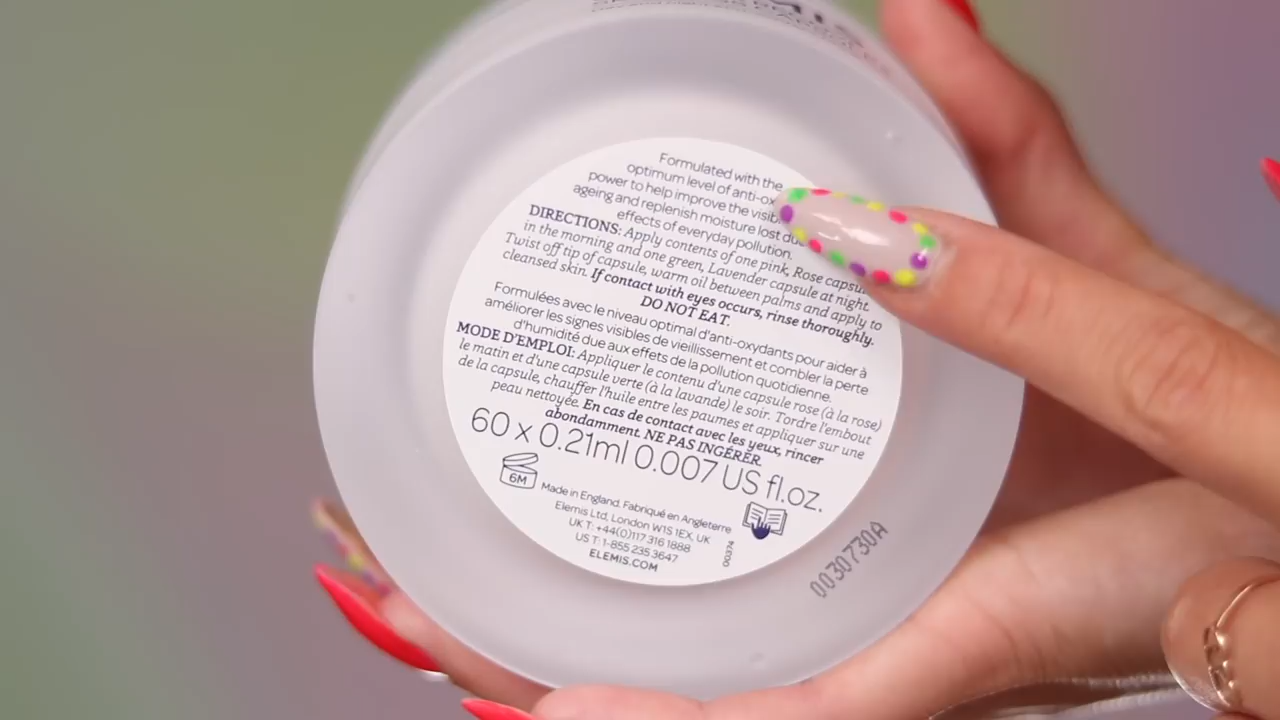 Formulated with the
optimum level of anti-ox
power to help improve the visib
ageing and replenish moisture lost du
effects of everyday pollution.
DIRECTIONS: Apply contents of one pink, Rose capsu
in the morning and one green, Lavender capsule at night.
Twist off tip of capsule, warm oil between palms and apply to
cleansed skin. If contact with eyes occurs, rinse thoroughly.
DO NOT EAT.
Formulées avec le niveau optimal d'anti-oxydants pour aider à
améliorer les signes visibles de vieillissement et combler la perte
d'humidité due aux effets de la pollution quotidienne.
MODE D'EMPLOI: Appliquer le contenu d'une capsule rose (à la rose)
le matin et d'une capsule verte (à la lavande) le soir. Tordre l'embout
de la capsule, chauffer l'huile entre les paumes et appliquer sur une
peau nettoyée. En cas de contact avec les yeux, rincer
abondamment. NE PAS INGÉRER.
60 x 0.21ml 0.007 US fl.oz.
6M
Made in England. Fabriqué en Angleterre
Elemis Ltd, London W1S 1EX, UK
UK T: +44(0)117 316 1888
US T: 1-855 235 3647
ELEMIS.COM
00374
0030730A